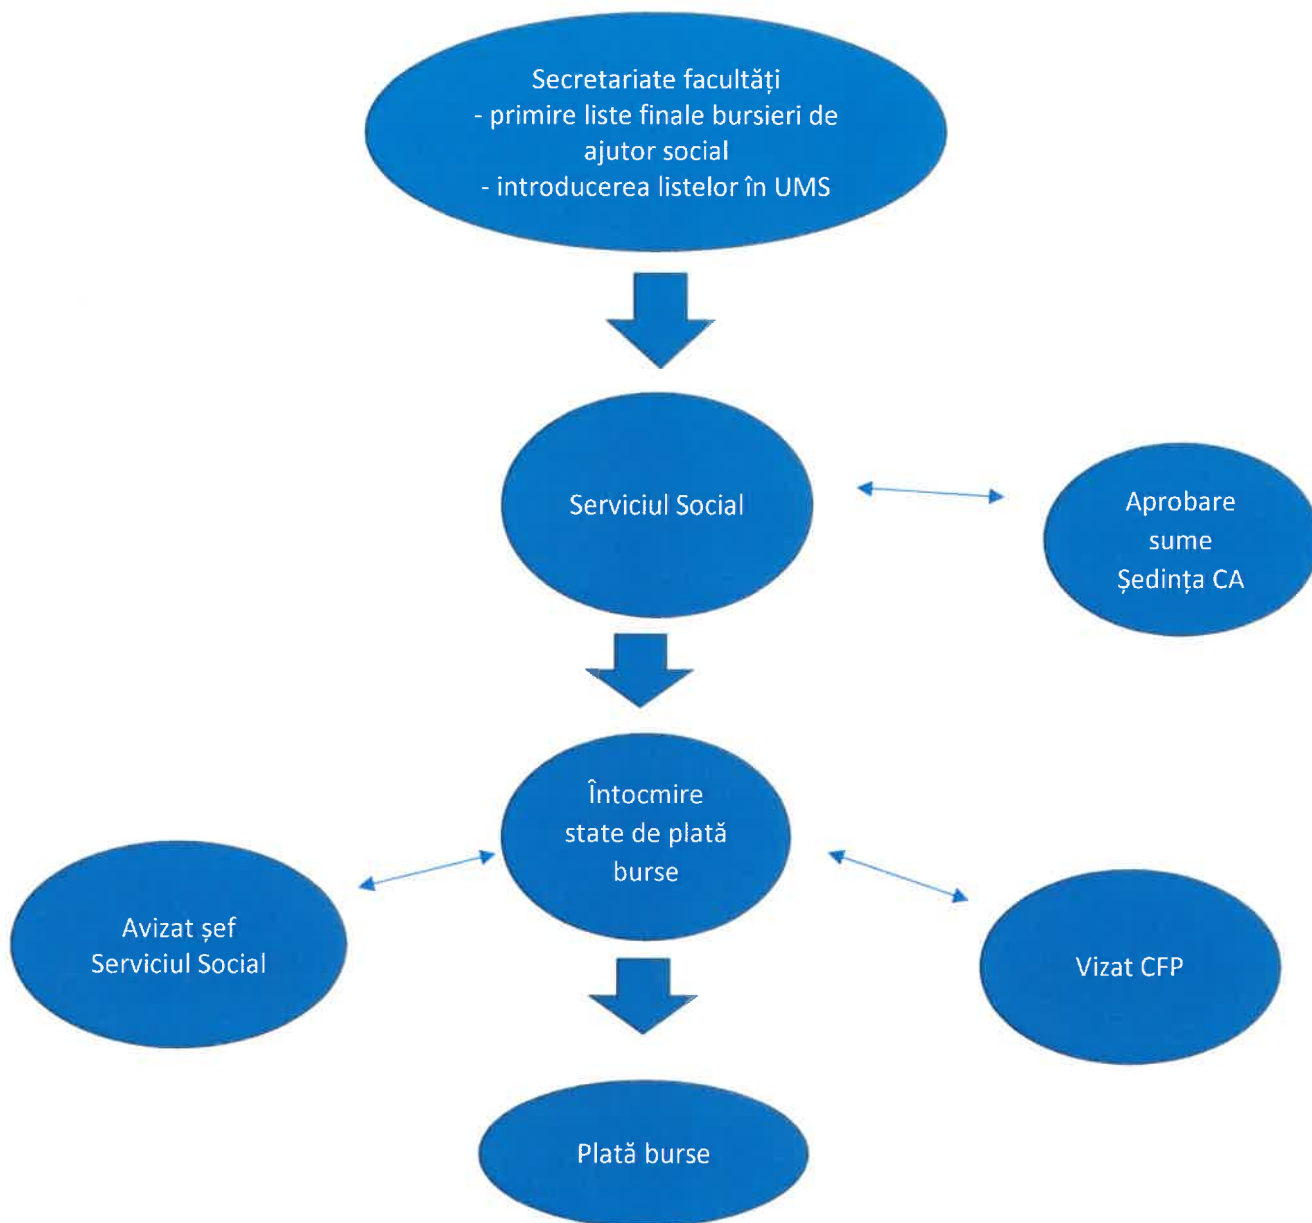 Secretariate facultăți
- primire liste finale bursieri de
ajutor social
- introducerea listelor în UMS
Serviciul Social
Aprobare
sume
Ședința CA
Întocmire
state de plată
burse
Avizat șef
Serviciul Social
Vizat CFP
Plată burse